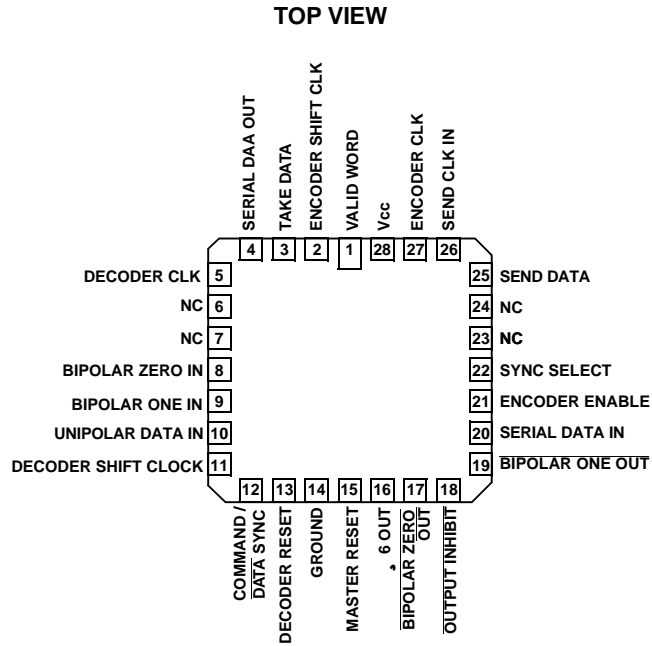 TOP VIEW
SERIAL DAA OUT
TAKE DATA
ENCODER SHIFT CLK
VALID WORD
Vcc
ENCODER CLK
SEND CLK IN
4 3 2 1 28 27 26
DECODER CLK 5
NC 6
NC 7
BIPOLAR ZERO IN 8
BIPOLAR ONE IN 9
UNIPOLAR DATA IN 10
DECODER SHIFT CLOCK 11
25 SEND DATA
24 NC
23 NC
22 SYNC SELECT
21 ENCODER ENABLE
20 SERIAL DATA IN
19 BIPOLAR ONE OUT
12 13 14 15 16 17 18
COMMAND /
DATA SYNC
DECODER RESET
GROUND
MASTER RESET
6 OUT
BIPOLAR ZERO
OUT
OUTPUT INHIBIT